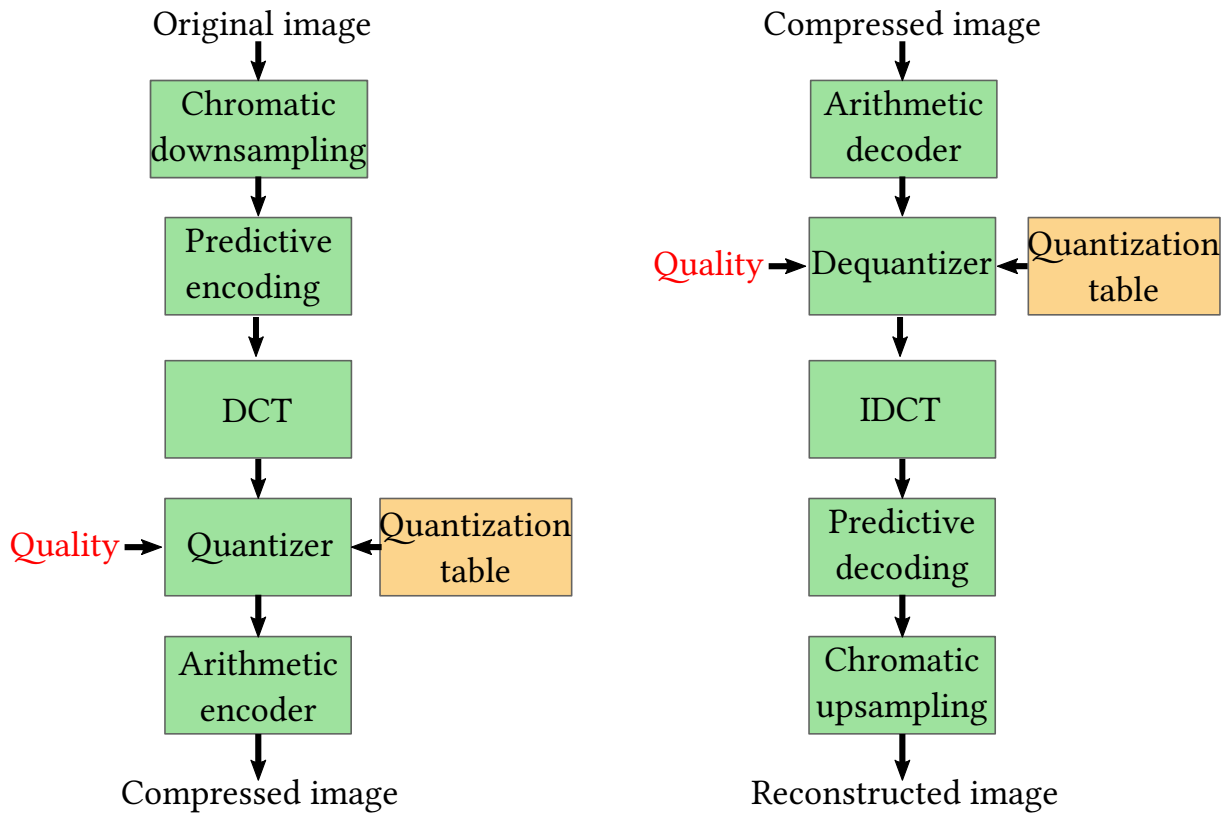 Original image
Chromatic
downsampling
Predictive
encoding
DCT
Quality
Quantizer
Quantization
table
Arithmetic
encoder
Compressed image
Compressed image
Arithmetic
decoder
Quality
Dequantizer
Quantization
table
IDCT
Predictive
decoding
Chromatic
upsampling
Reconstructed image